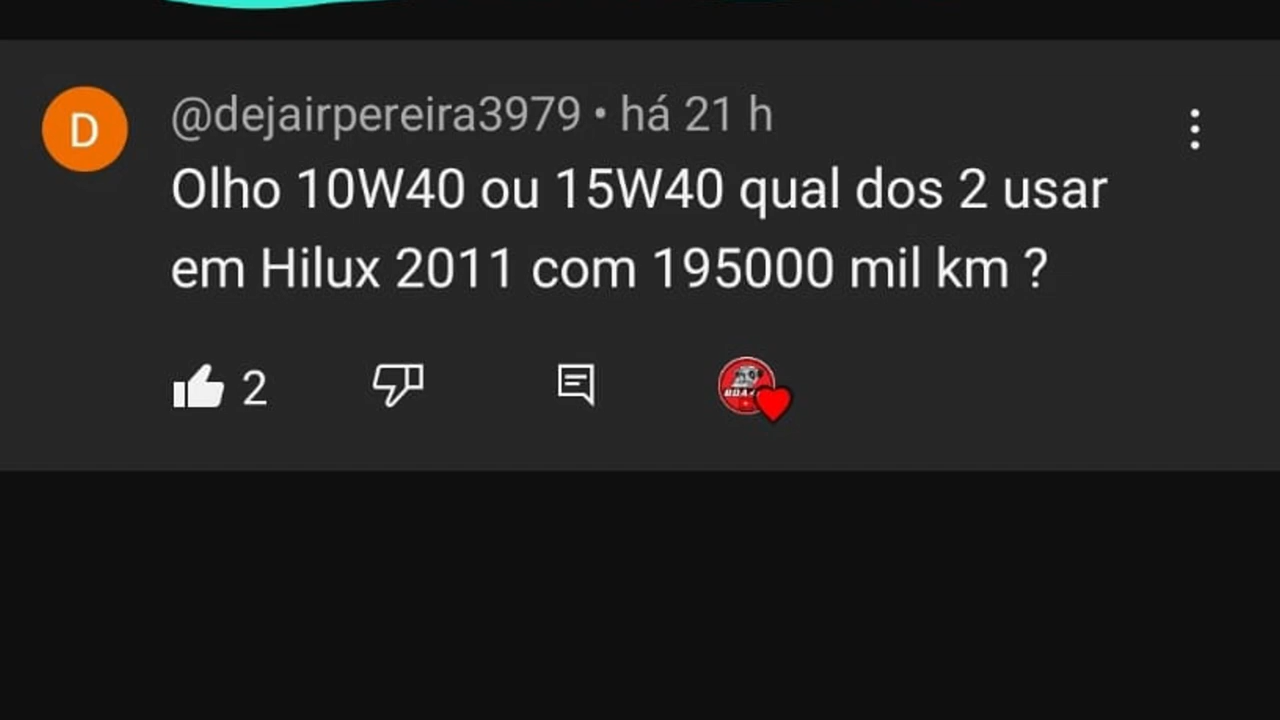 D
@dejairpereira3979 • há 21 h
Olho 10W40 ou 15W40 qual dos 2 usar
em Hilux 2011 com 195000 mil km ?
2